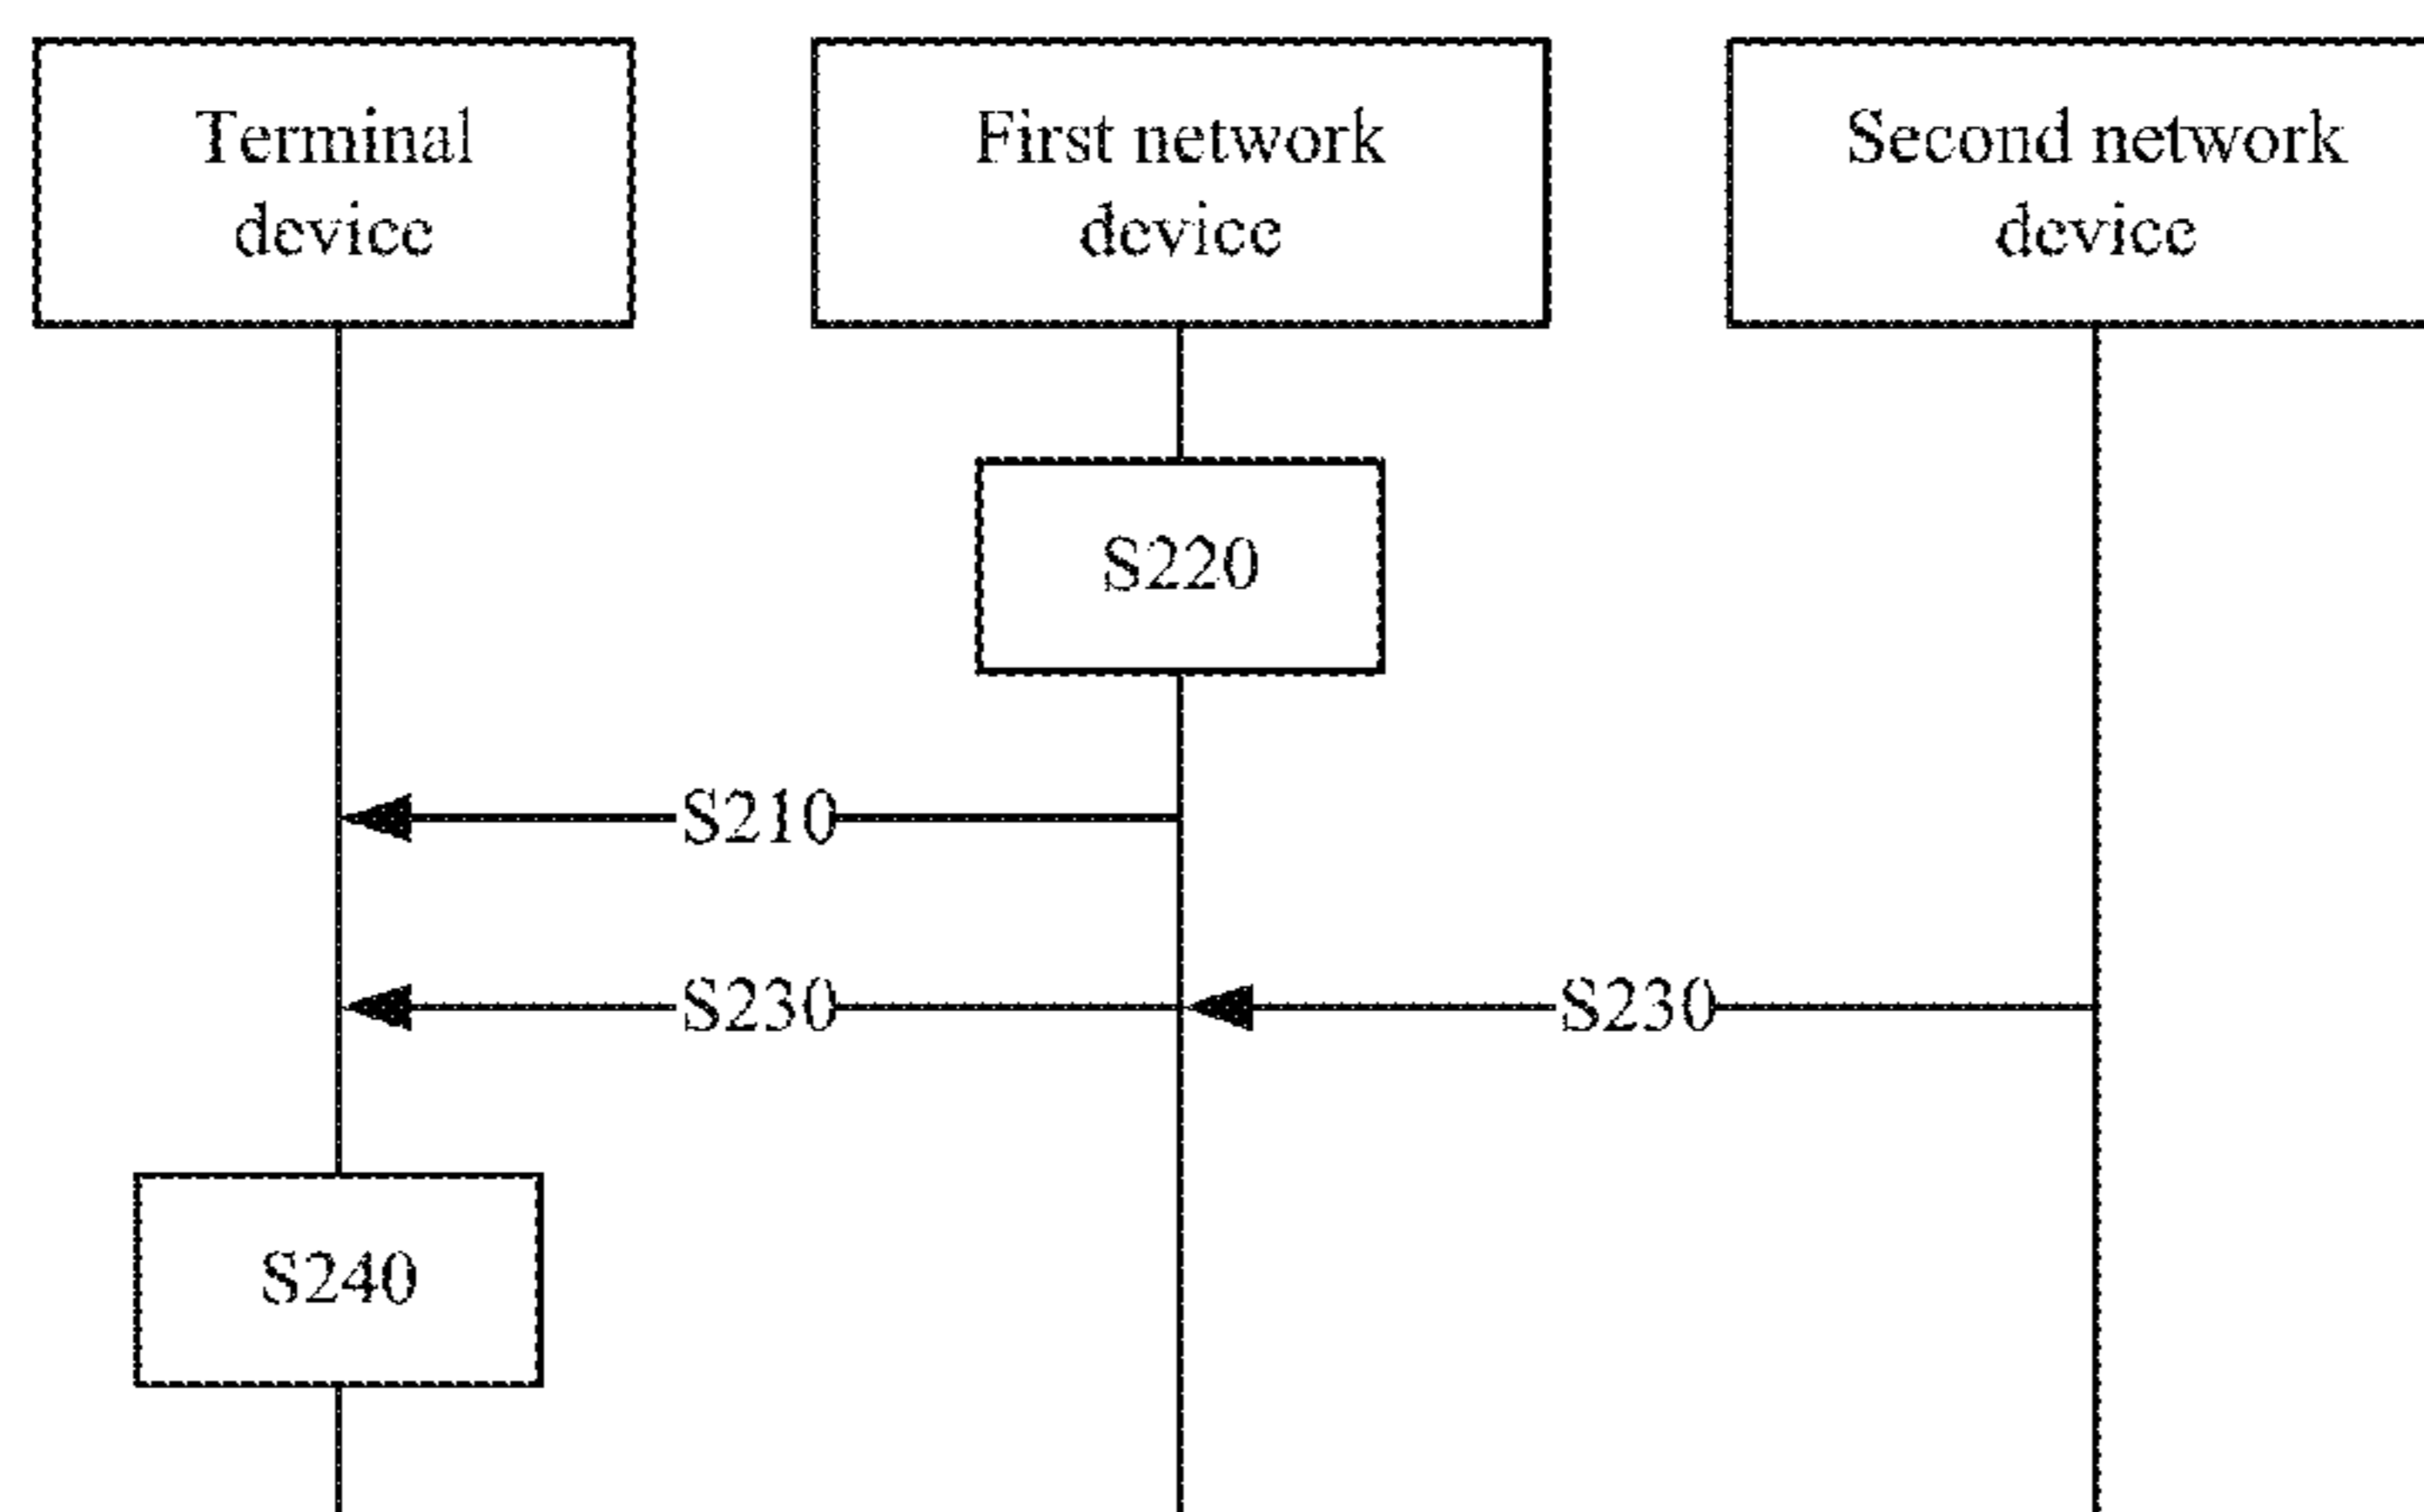 Terminal
device
First network
device
Second network
device
S220
S210
S230
S230
S240